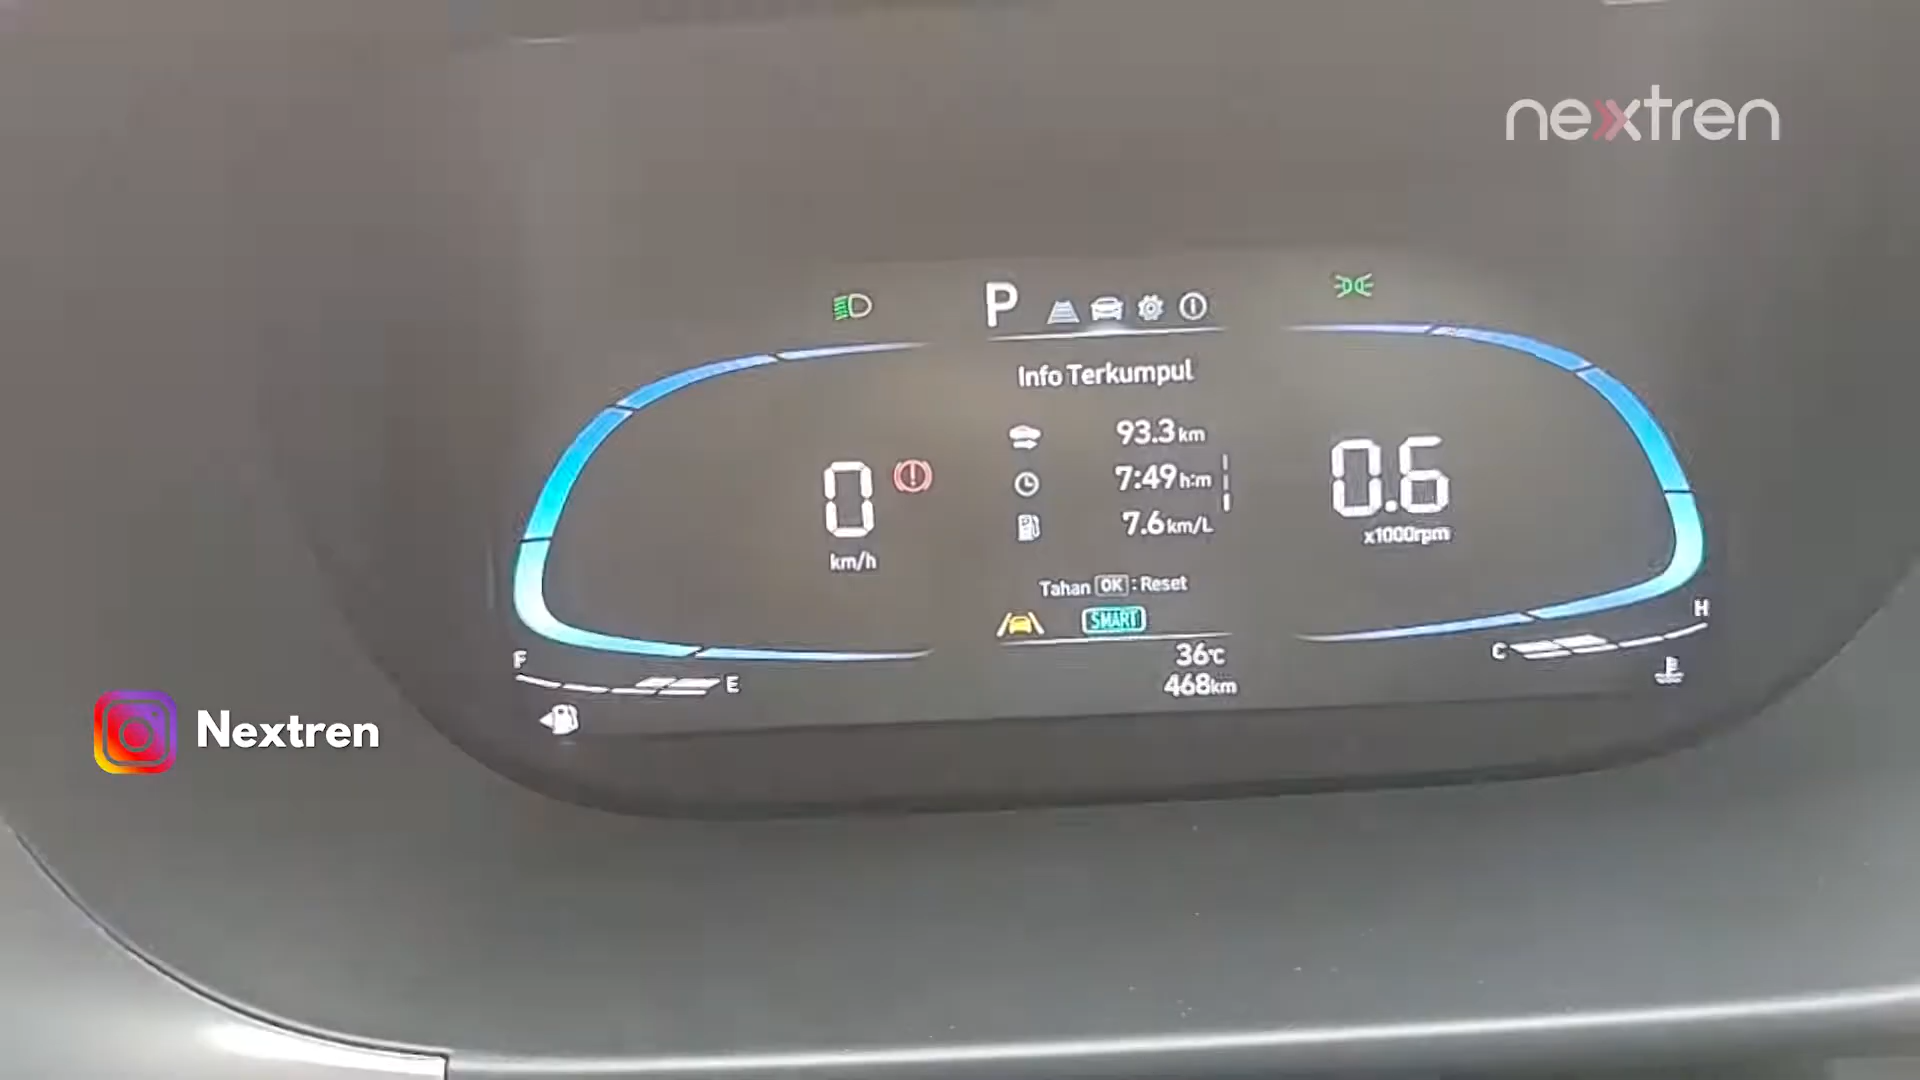 nextren
P
Info Terkumpul
93.3 km
7:49 h:m
7.6 km/L
0
km/h
0.6
x1000rpm
Tahan OK : Reset
SMART
36°C
468km
F
E
C
H
Nextren